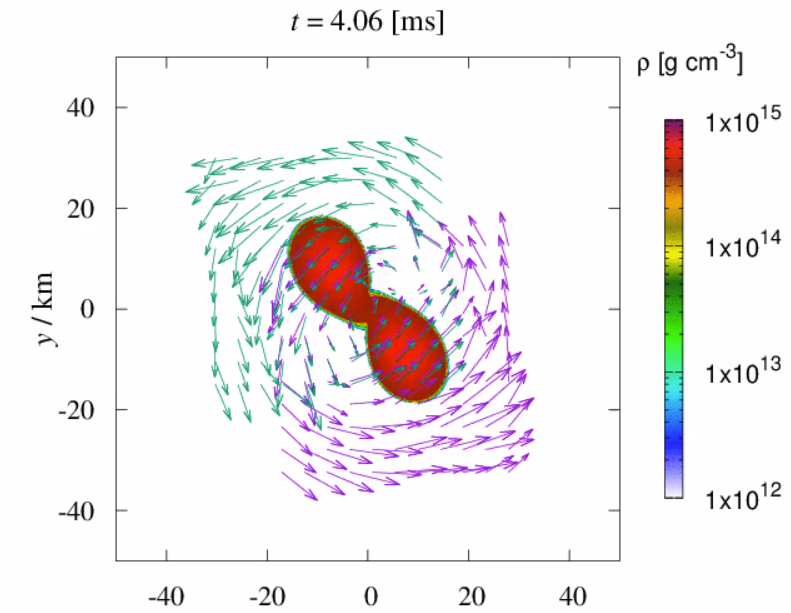 t = 4.06 [ms]
ρ [g cm⁻³]
1x10¹⁵
40
20
1x10¹⁴
y / km
0
1x10¹³
-20
-40
1x10¹²
-40 -20 0 20 40